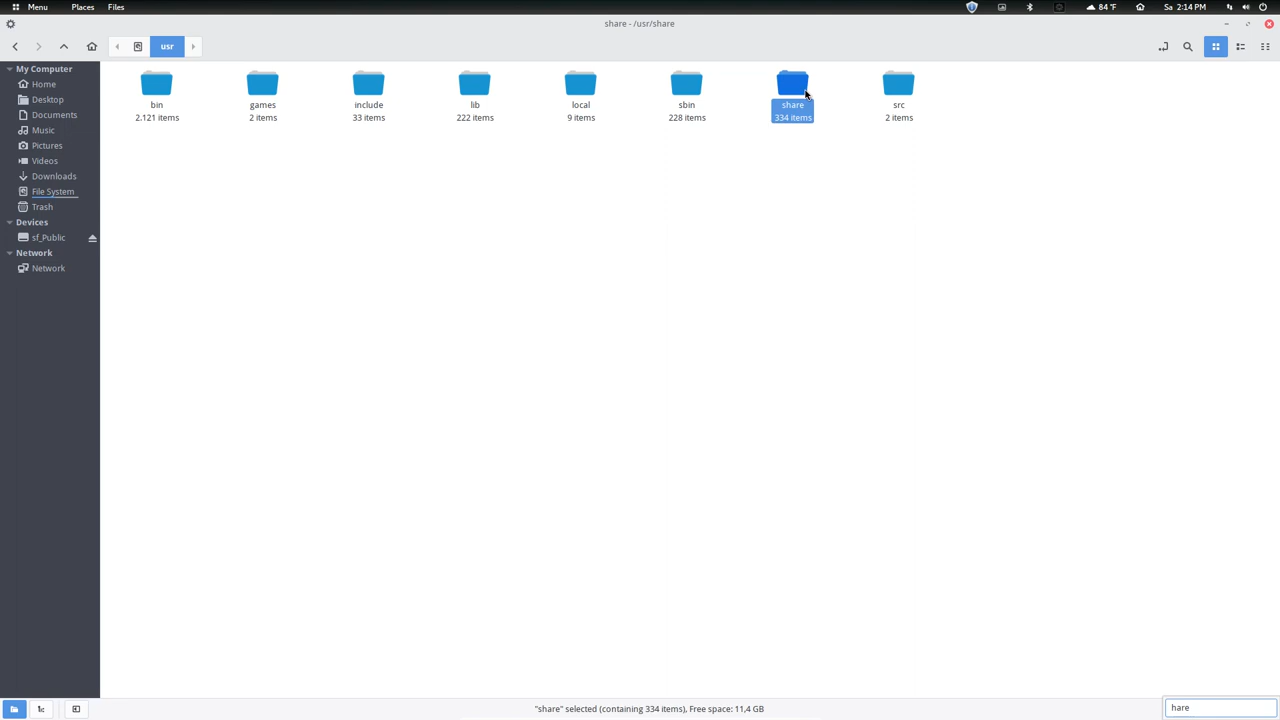 Menu Places Files 84 °F Sa 2:14 PM
share - /usr/share
usr
My Computer
Home
Desktop
Documents
Music
Pictures
Videos
Downloads
File System
Trash
Devices
sf_Public
Network
Network
bin games include lib local sbin share src
2.121 items 2 items 33 items 222 items 9 items 228 items 334 items 2 items
"share" selected (containing 334 items), Free space: 11,4 GB
hare